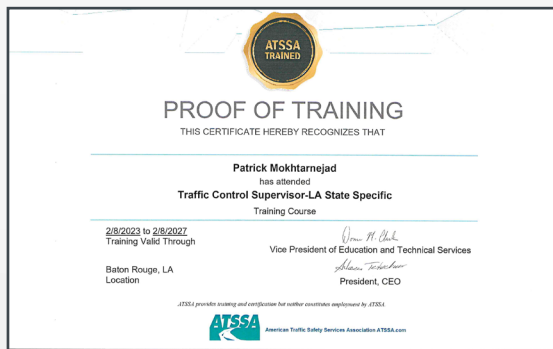 ATSSA
TRAINED
PROOF OF TRAINING
THIS CERTIFICATE HEREBY RECOGNIZES THAT
Patrick Mokhtarnejad
has attended
Traffic Control Supervisor-LA State Specific
Training Course
2/8/2023 to 2/8/2027
Training Valid Through
Vice President of Education and Technical Services
Baton Rouge, LA
Location
President, CEO
ATSSA provides training and certification but neither constitutes employment by ATSSA.
ATSSA
American Traffic Safety Services Association ATSSA.com